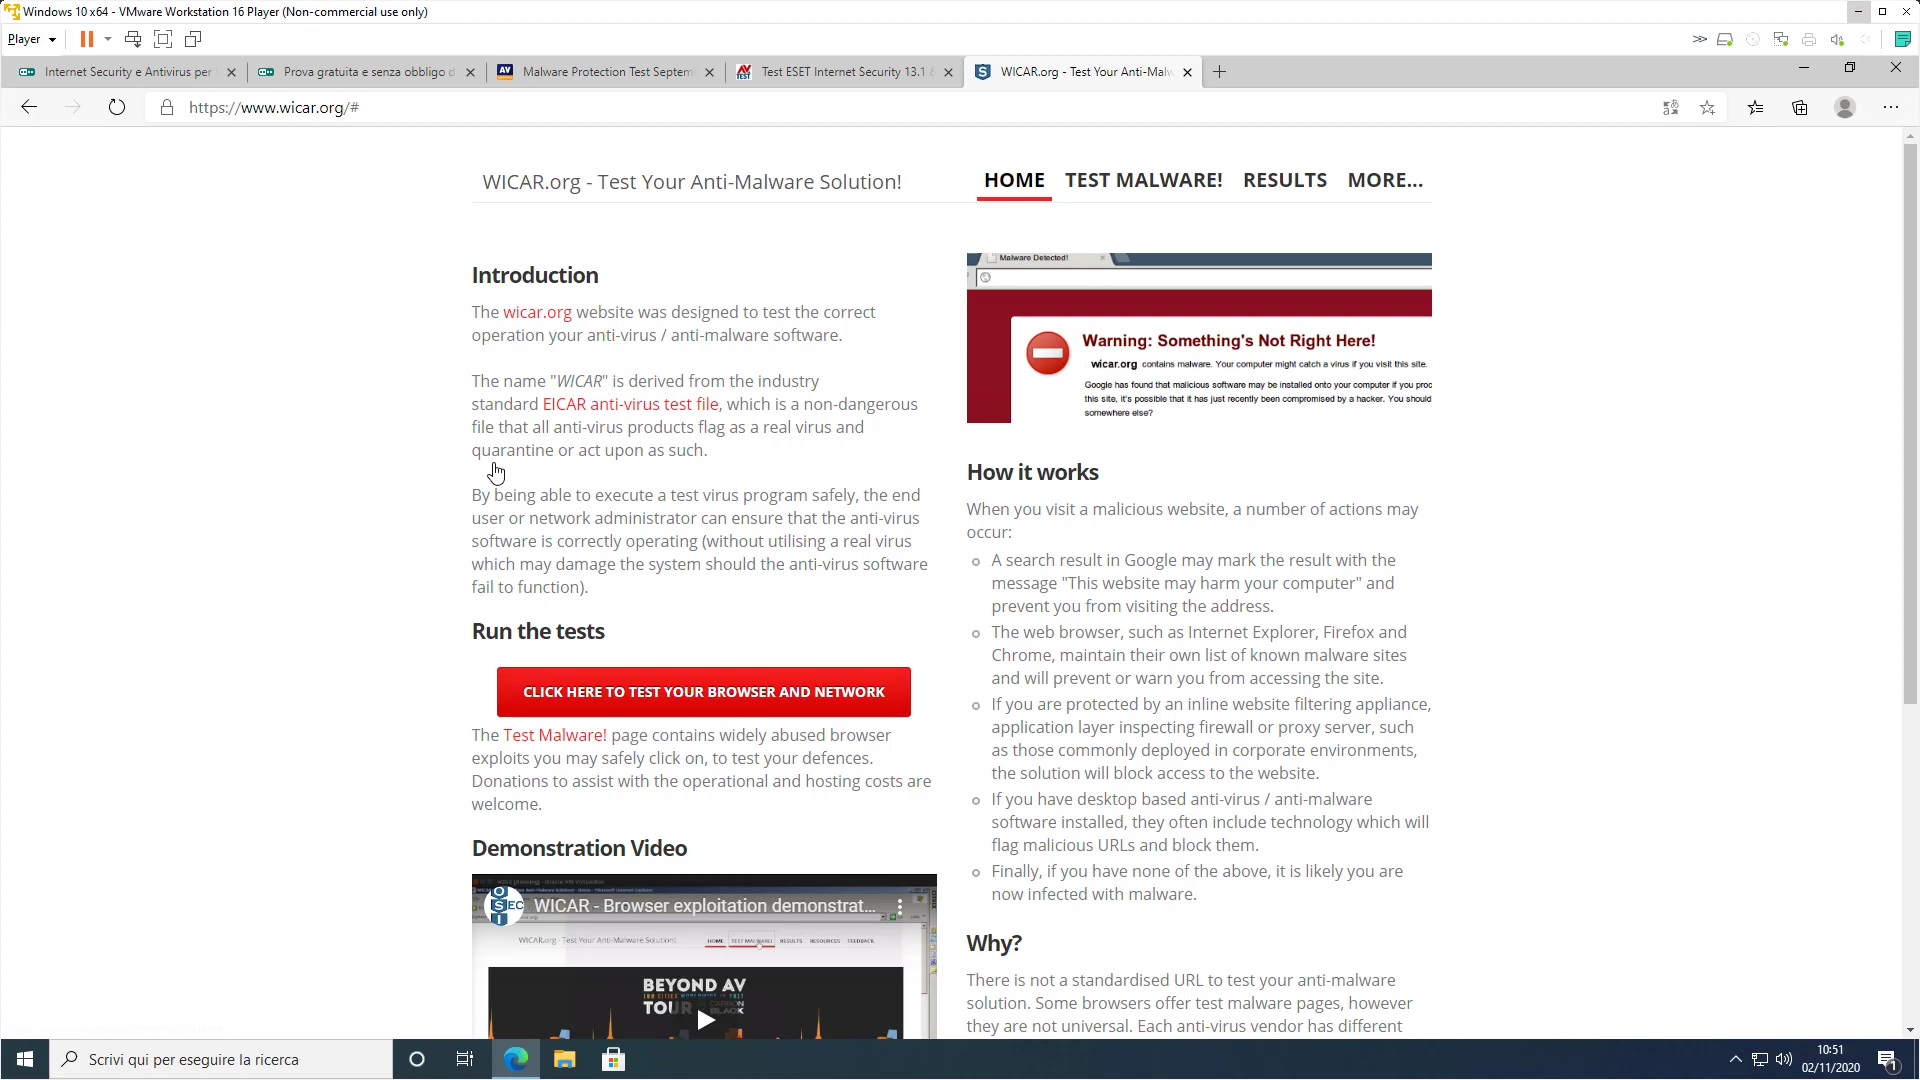 Windows 10 x64 - VMware Workstation 16 Player (Non-commercial use only)
Player
Internet Security e Antivirus per
Prova gratuita e senza obbligo d
Malware Protection Test Septem
Test ESET Internet Security 13.1 &
WICAR.org - Test Your Anti-Malw
https://www.wicar.org/#
WICAR.org - Test Your Anti-Malware Solution!
HOME TEST MALWARE! RESULTS MORE...
Introduction
The wicar.org website was designed to test the correct
operation your anti-virus / anti-malware software.
The name "WICAR" is derived from the industry
standard EICAR anti-virus test file, which is a non-dangerous
file that all anti-virus products flag as a real virus and
quarantine or act upon as such.
By being able to execute a test virus program safely, the end
user or network administrator can ensure that the anti-virus
software is correctly operating (without utilising a real virus
which may damage the system should the anti-virus software
fail to function).
Run the tests
CLICK HERE TO TEST YOUR BROWSER AND NETWORK
The Test Malware! page contains widely abused browser
exploits you may safely click on, to test your defences.
Donations to assist with the operational and hosting costs are
welcome.
Demonstration Video
WICAR - Browser exploitation demonstrat...
WICAR.org - Test Your Anti-Malware Solution!
HOME TEST MALWARE! RESULTS RESOURCES FEEDBACK
BEYOND AV
TOUR CARBON BLACK
Malware Detected!
Warning: Something's Not Right Here!
wicar.org contains malware. Your computer might catch a virus if you visit this site.
Google has found that malicious software may be installed onto your computer if you proc
this site, it's possible that it has just recently been compromised by a hacker. You should
somewhere else?
How it works
When you visit a malicious website, a number of actions may
occur:
A search result in Google may mark the result with the
message "This website may harm your computer" and
prevent you from visiting the address.
The web browser, such as Internet Explorer, Firefox and
Chrome, maintain their own list of known malware sites
and will prevent or warn you from accessing the site.
If you are protected by an inline website filtering appliance,
application layer inspecting firewall or proxy server, such
as those commonly deployed in corporate environments,
the solution will block access to the website.
If you have desktop based anti-virus / anti-malware
software installed, they often include technology which will
flag malicious URLs and block them.
Finally, if you have none of the above, it is likely you are
now infected with malware.
Why?
There is not a standardised URL to test your anti-malware
solution. Some browsers offer test malware pages, however
they are not universal. Each anti-virus vendor has different
Scrivi qui per eseguire la ricerca
10:51
02/11/2020
1